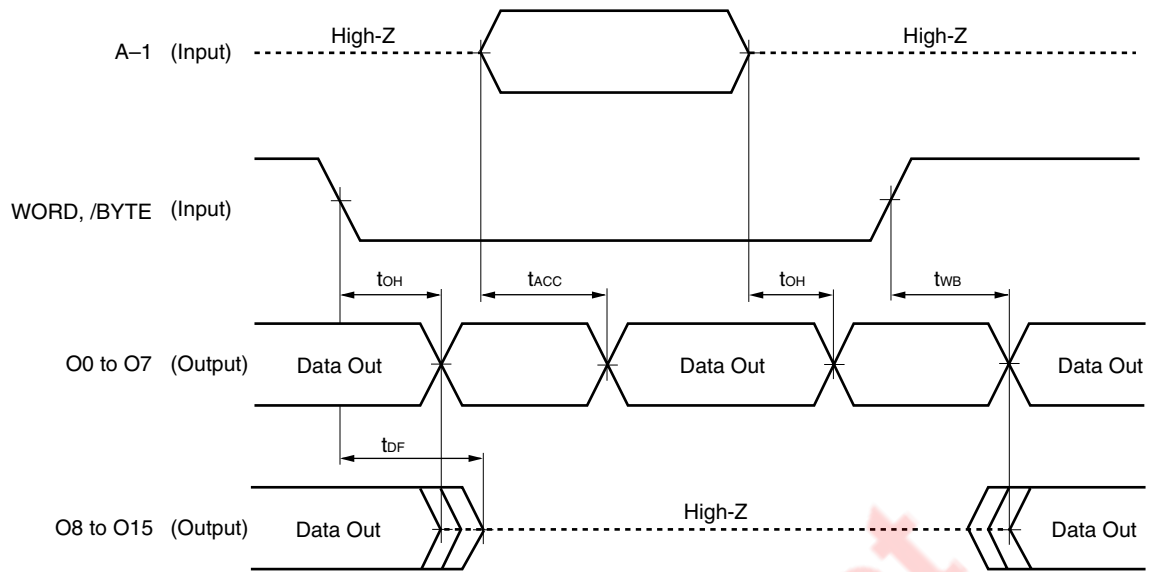 A–1 (Input) High-Z High-Z
WORD, /BYTE (Input)
tOH tACC tOH tWB
O0 to O7 (Output) Data Out Data Out Data Out
tDF
O8 to O15 (Output) Data Out High-Z Data Out